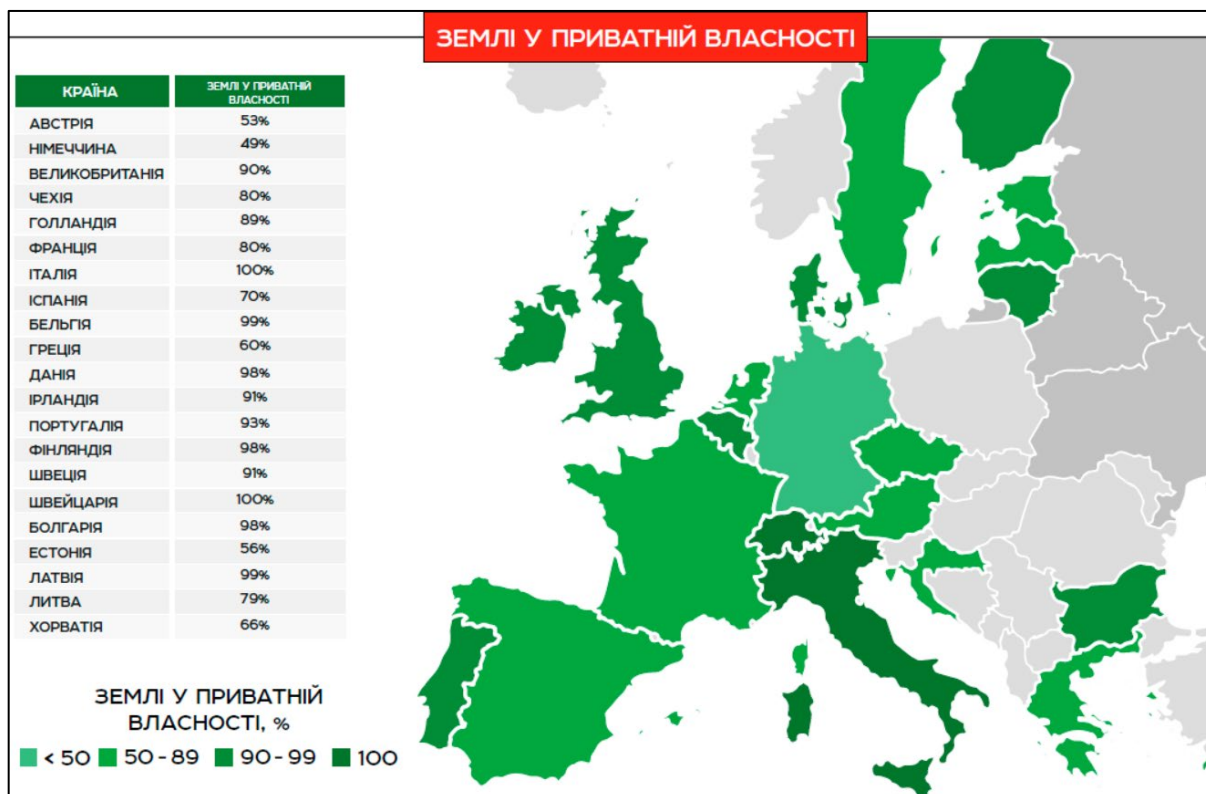 ЗЕМЛІ У ПРИВАТНІЙ ВЛАСНОСТІ
КРАЇНА
ЗЕМЛІ У ПРИВАТНІЙ
ВЛАСНОСТІ
АВСТРІЯ 53%
НІМЕЧЧИНА 49%
ВЕЛИКОБРИТАНІЯ 90%
ЧЕХІЯ 80%
ГОЛЛАНДІЯ 89%
ФРАНЦІЯ 80%
ІТАЛІЯ 100%
ІСПАНІЯ 70%
БЕЛЬГІЯ 99%
ГРЕЦІЯ 60%
ДАНІЯ 98%
ІРЛАНДІЯ 91%
ПОРТУГАЛІЯ 93%
ФІНЛЯНДІЯ 98%
ШВЕЦІЯ 91%
ШВЕЙЦАРІЯ 100%
БОЛГАРІЯ 98%
ЕСТОНІЯ 56%
ЛАТВІЯ 99%
ЛИТВА 79%
ХОРВАТІЯ 66%
ЗЕМЛІ У ПРИВАТНІЙ
ВЛАСНОСТІ, %
< 50 50 - 89 90 - 99 100